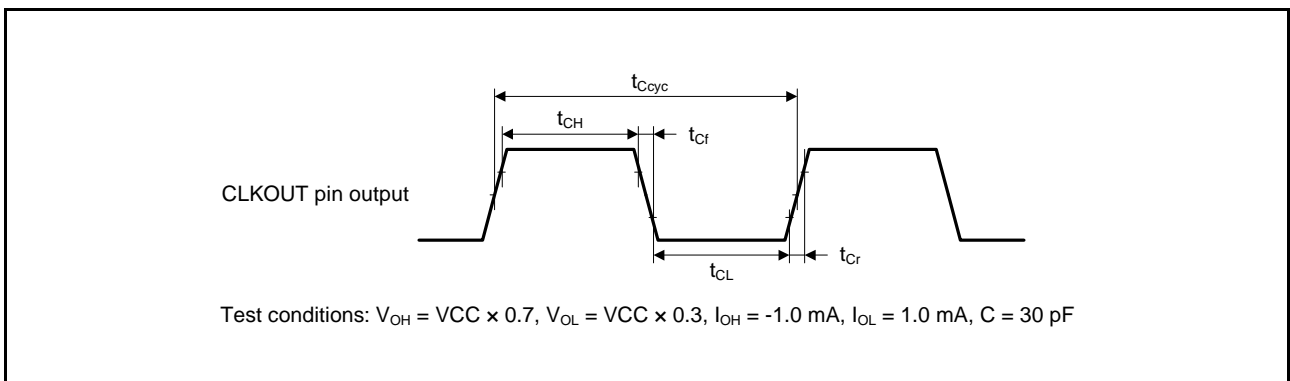 tCcyc
tCH
tCf
CLKOUT pin output
tCr
tCL
Test conditions: VOH = VCC × 0.7, VOL = VCC × 0.3, IOH = -1.0 mA, IOL = 1.0 mA, C = 30 pF